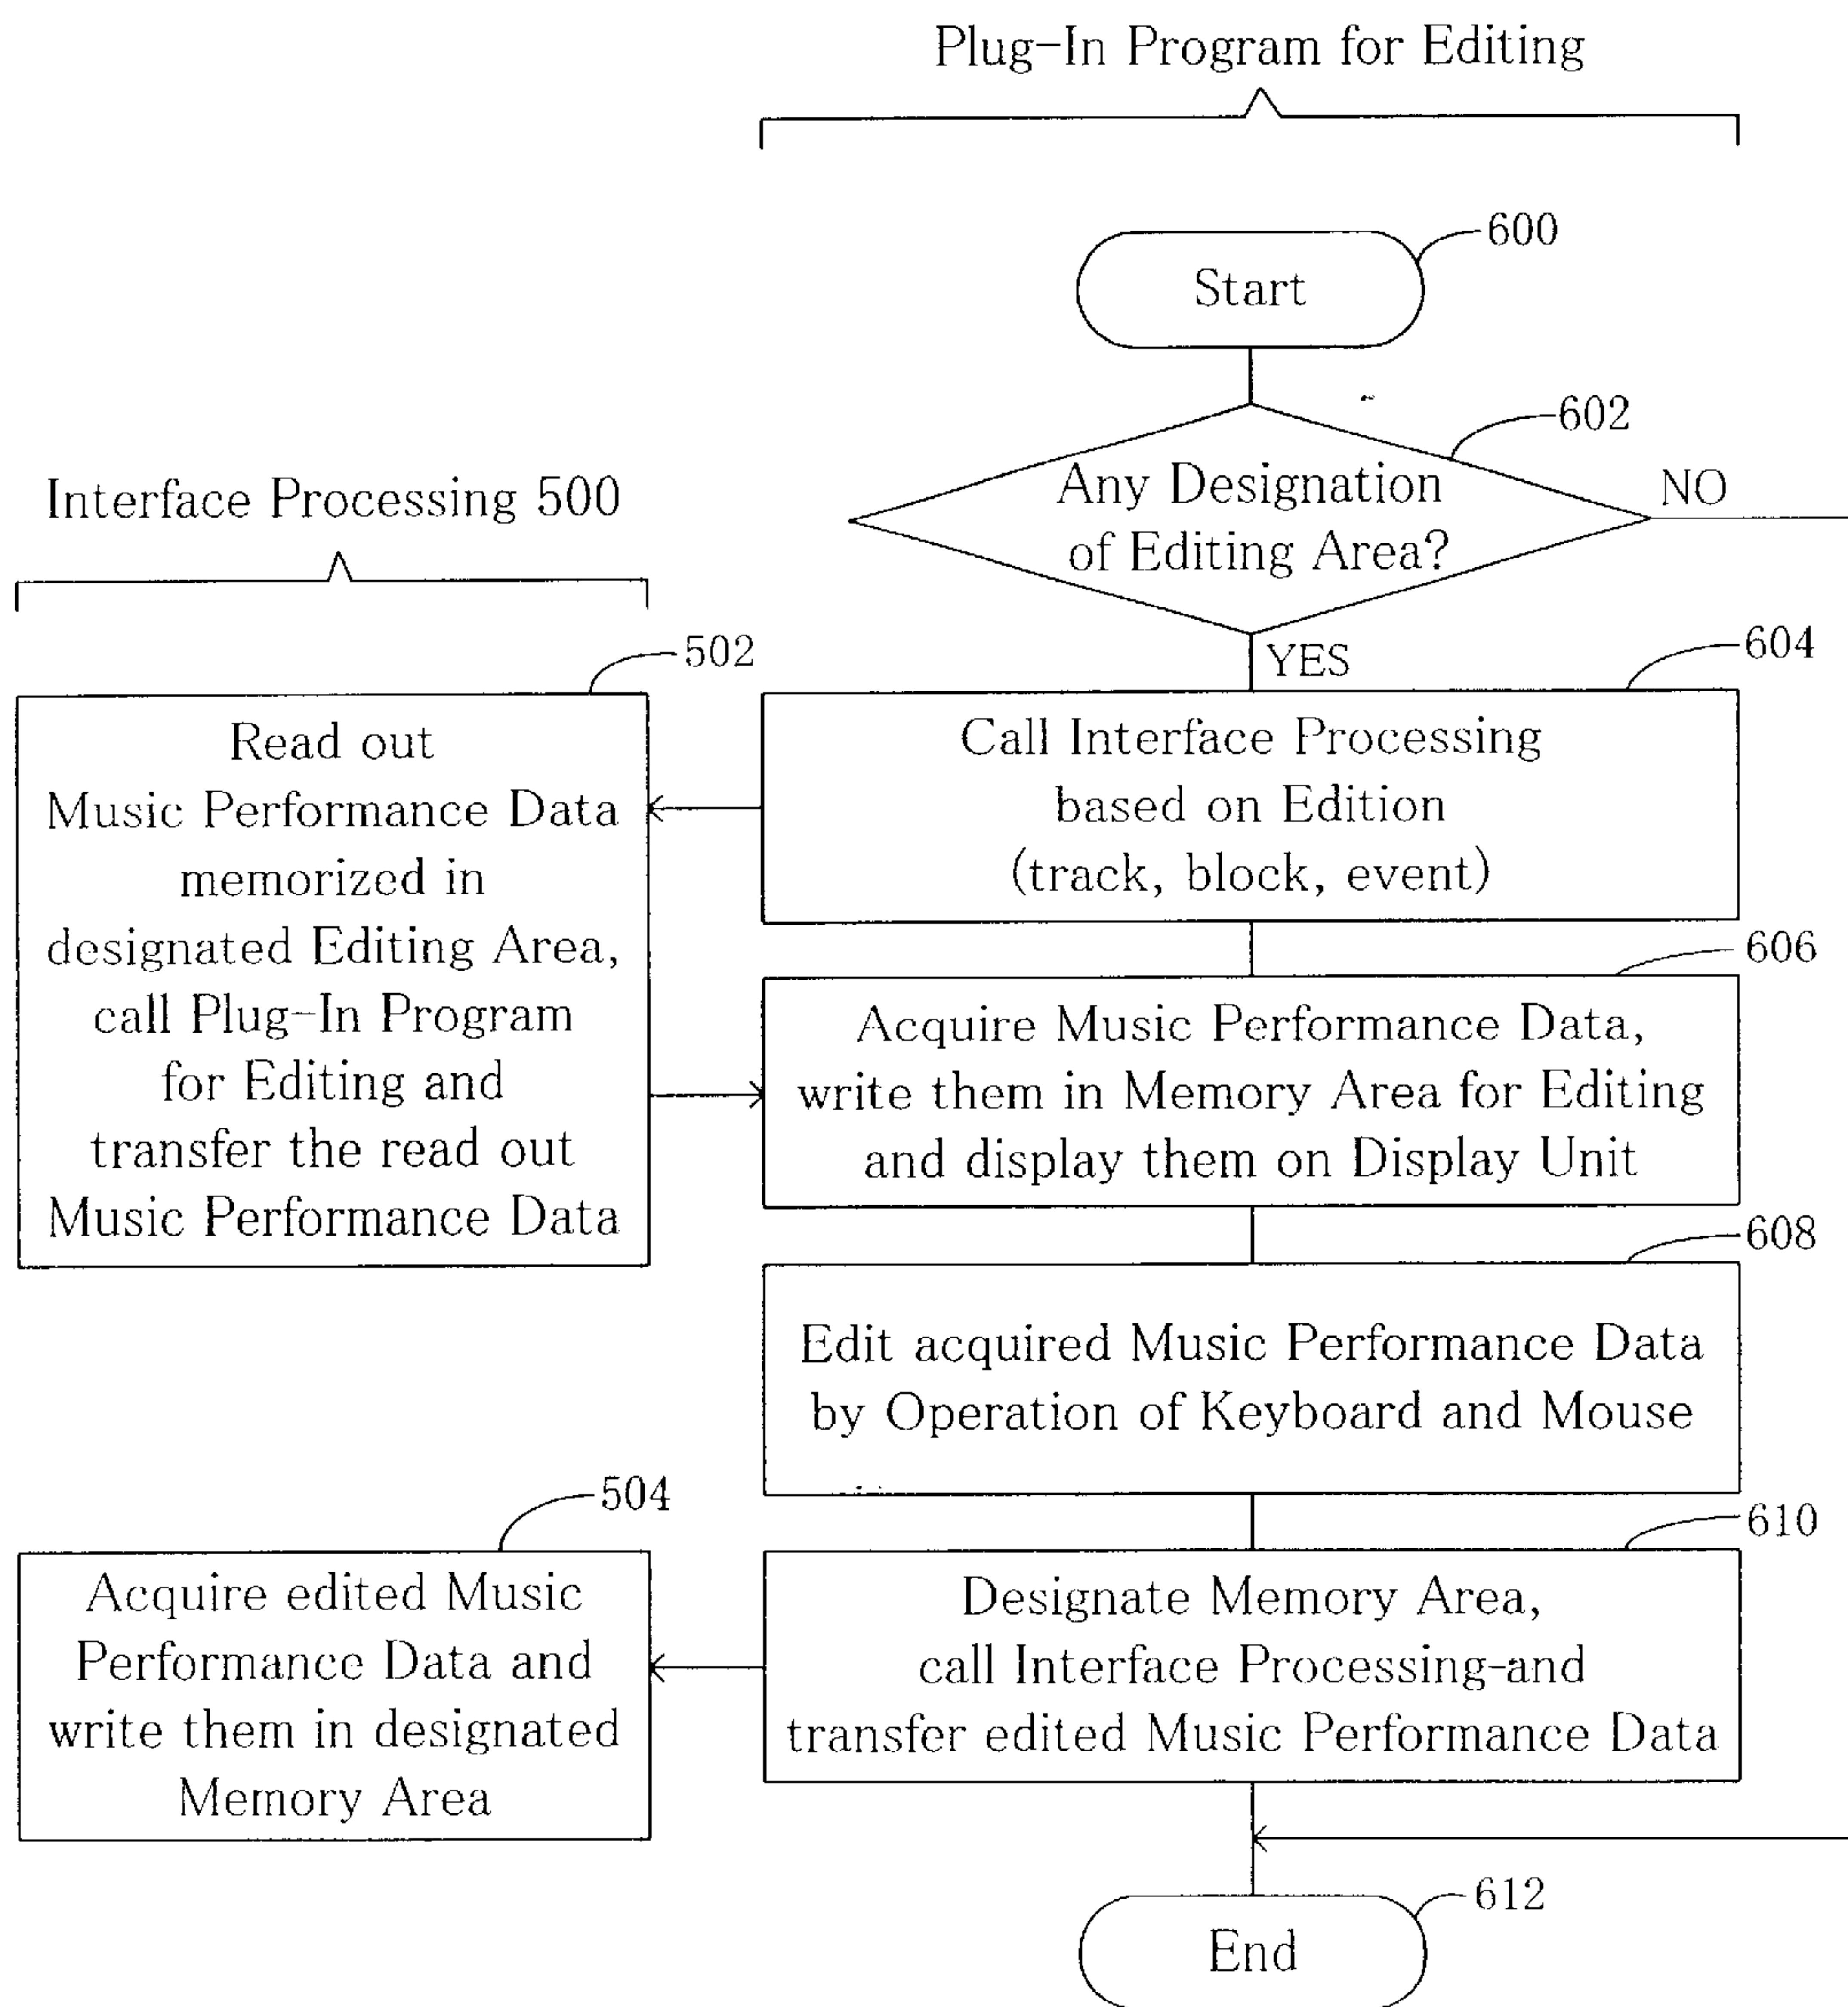 Plug-In Program for Editing
600
Start
602
Any Designation
of Editing Area?
NO
YES
Interface Processing 500
502
Read out
Music Performance Data
memorized in
designated Editing Area,
call Plug-In Program
for Editing and
transfer the read out
Music Performance Data
604
Call Interface Processing
based on Edition
(track, block, event)
606
Acquire Music Performance Data,
write them in Memory Area for Editing
and display them on Display Unit
608
Edit acquired Music Performance Data
by Operation of Keyboard and Mouse
504
Acquire edited Music
Performance Data and
write them in designated
Memory Area
610
Designate Memory Area,
call Interface Processing-and
transfer edited Music Performance Data
612
End